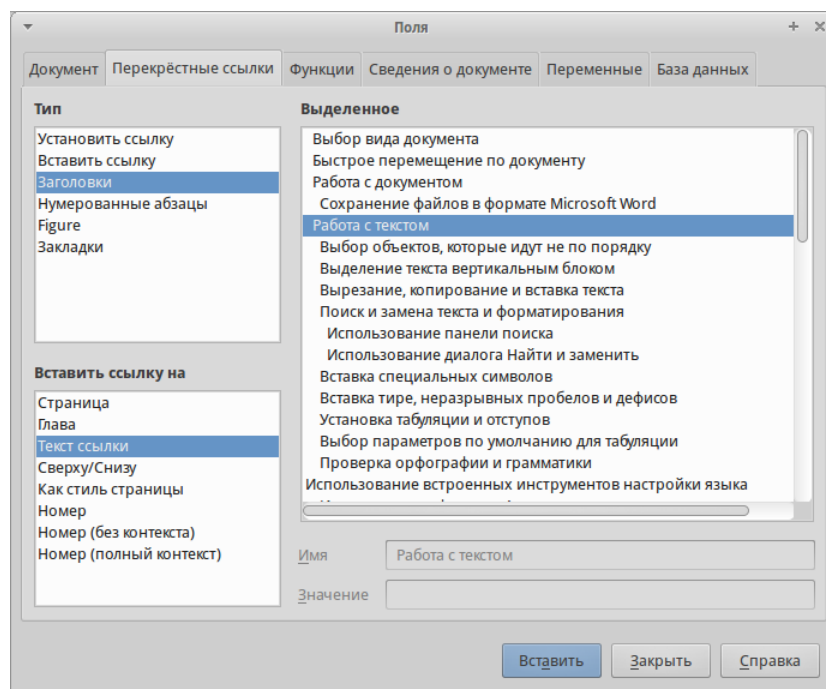 Поля
Документ Перекрёстные ссылки Функции Сведения о документе Переменные База данных
Тип
Установить ссылку
Вставить ссылку
Заголовки
Нумерованные абзацы
Figure
Закладки
Вставить ссылку на
Страница
Глава
Текст ссылки
Сверху/Снизу
Как стиль страницы
Номер
Номер (без контекста)
Номер (полный контекст)
Выделенное
Выбор вида документа
Быстрое перемещение по документу
Работа с документом
Сохранение файлов в формате Microsoft Word
Работа с текстом
Выбор объектов, которые идут не по порядку
Выделение текста вертикальным блоком
Вырезание, копирование и вставка текста
Поиск и замена текста и форматирования
Использование панели поиска
Использование диалога Найти и заменить
Вставка специальных символов
Вставка тире, неразрывных пробелов и дефисов
Установка табуляции и отступов
Выбор параметров по умолчанию для табуляции
Проверка орфографии и грамматики
Использование встроенных инструментов настройки языка
Имя Работа с текстом
Значение
Вставить Закрыть Справка